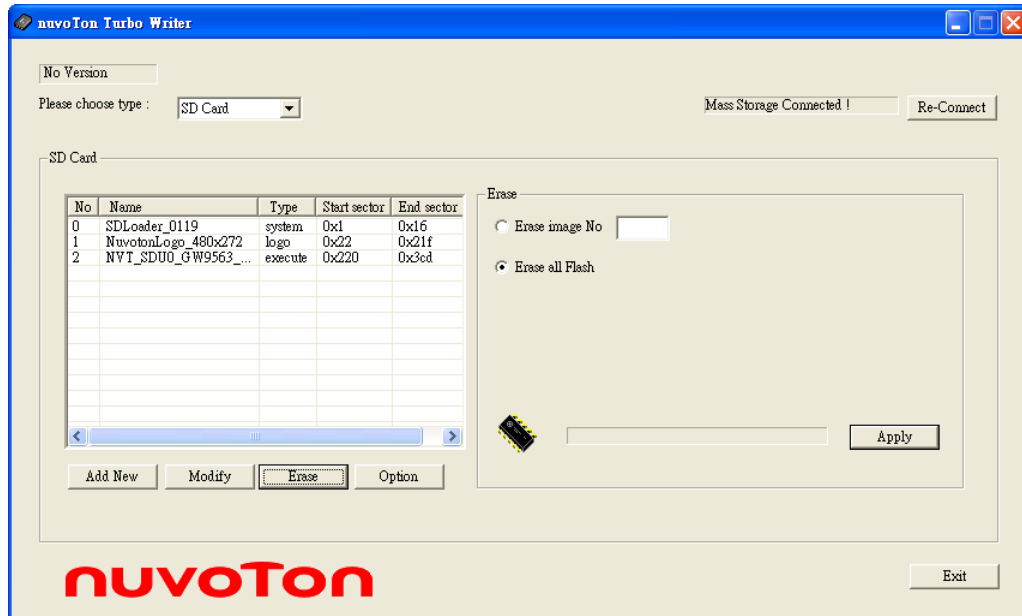 nuvoTon Turbo Writer
No Version
Please choose type :
SD Card
Mass Storage Connected !
Re-Connect
SD Card
No Name Type Start sector End sector
0 SDLoader_0119 system 0x1 0x16
1 NuvotonLogo_480x272 logo 0x22 0x21f
2 NVT_SDU0_GW9563_... execute 0x220 0x3cd
Erase
Erase image No
Erase all Flash
Apply
Add New
Modify
Erase
Option
nuvoTon
Exit